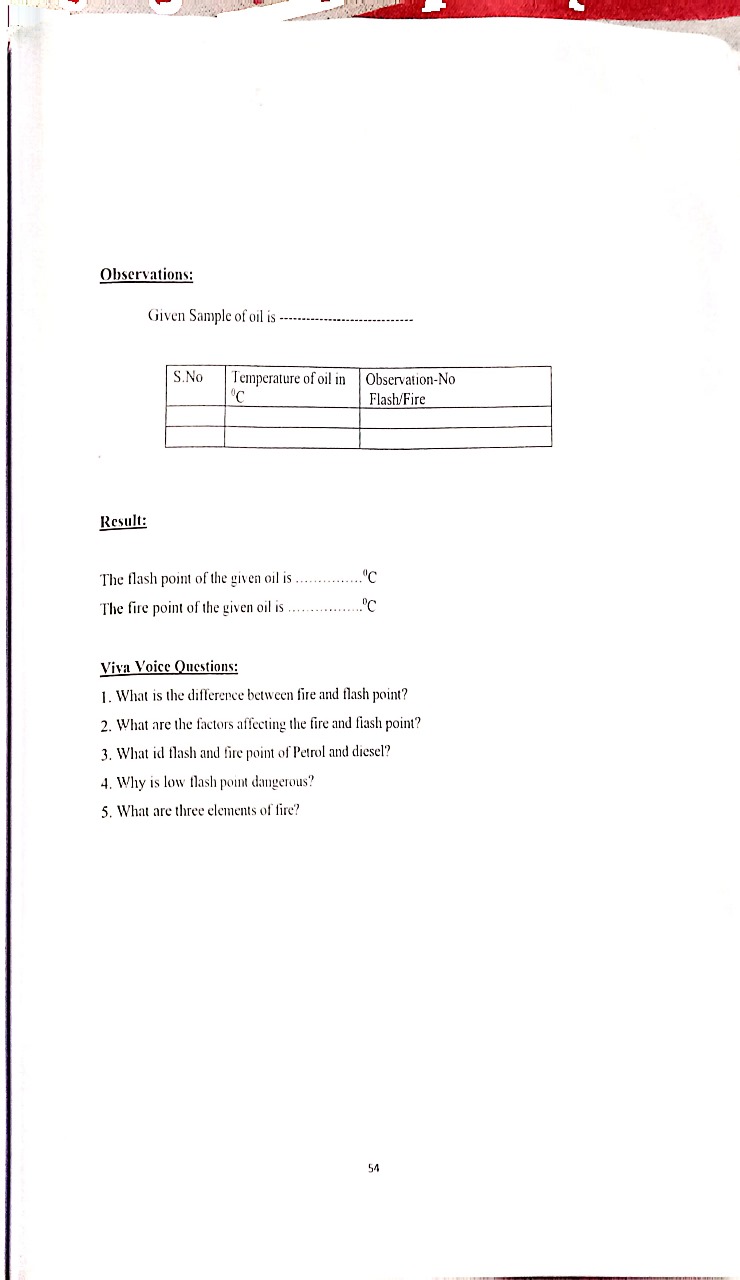 Observations:
Given Sample of oil is ------------------------------
S.No Temperature of oil in Observation-No
⁰C Flash/Fire
Result:
The flash point of the given oil is ...............⁰C
The fire point of the given oil is .................⁰C
Viva Voice Questions:
1. What is the difference between fire and flash point?
2. What are the factors affecting the fire and flash point?
3. What id flash and fire point of Petrol and diesel?
4. Why is low flash point dangerous?
5. What are three elements of fire?
54